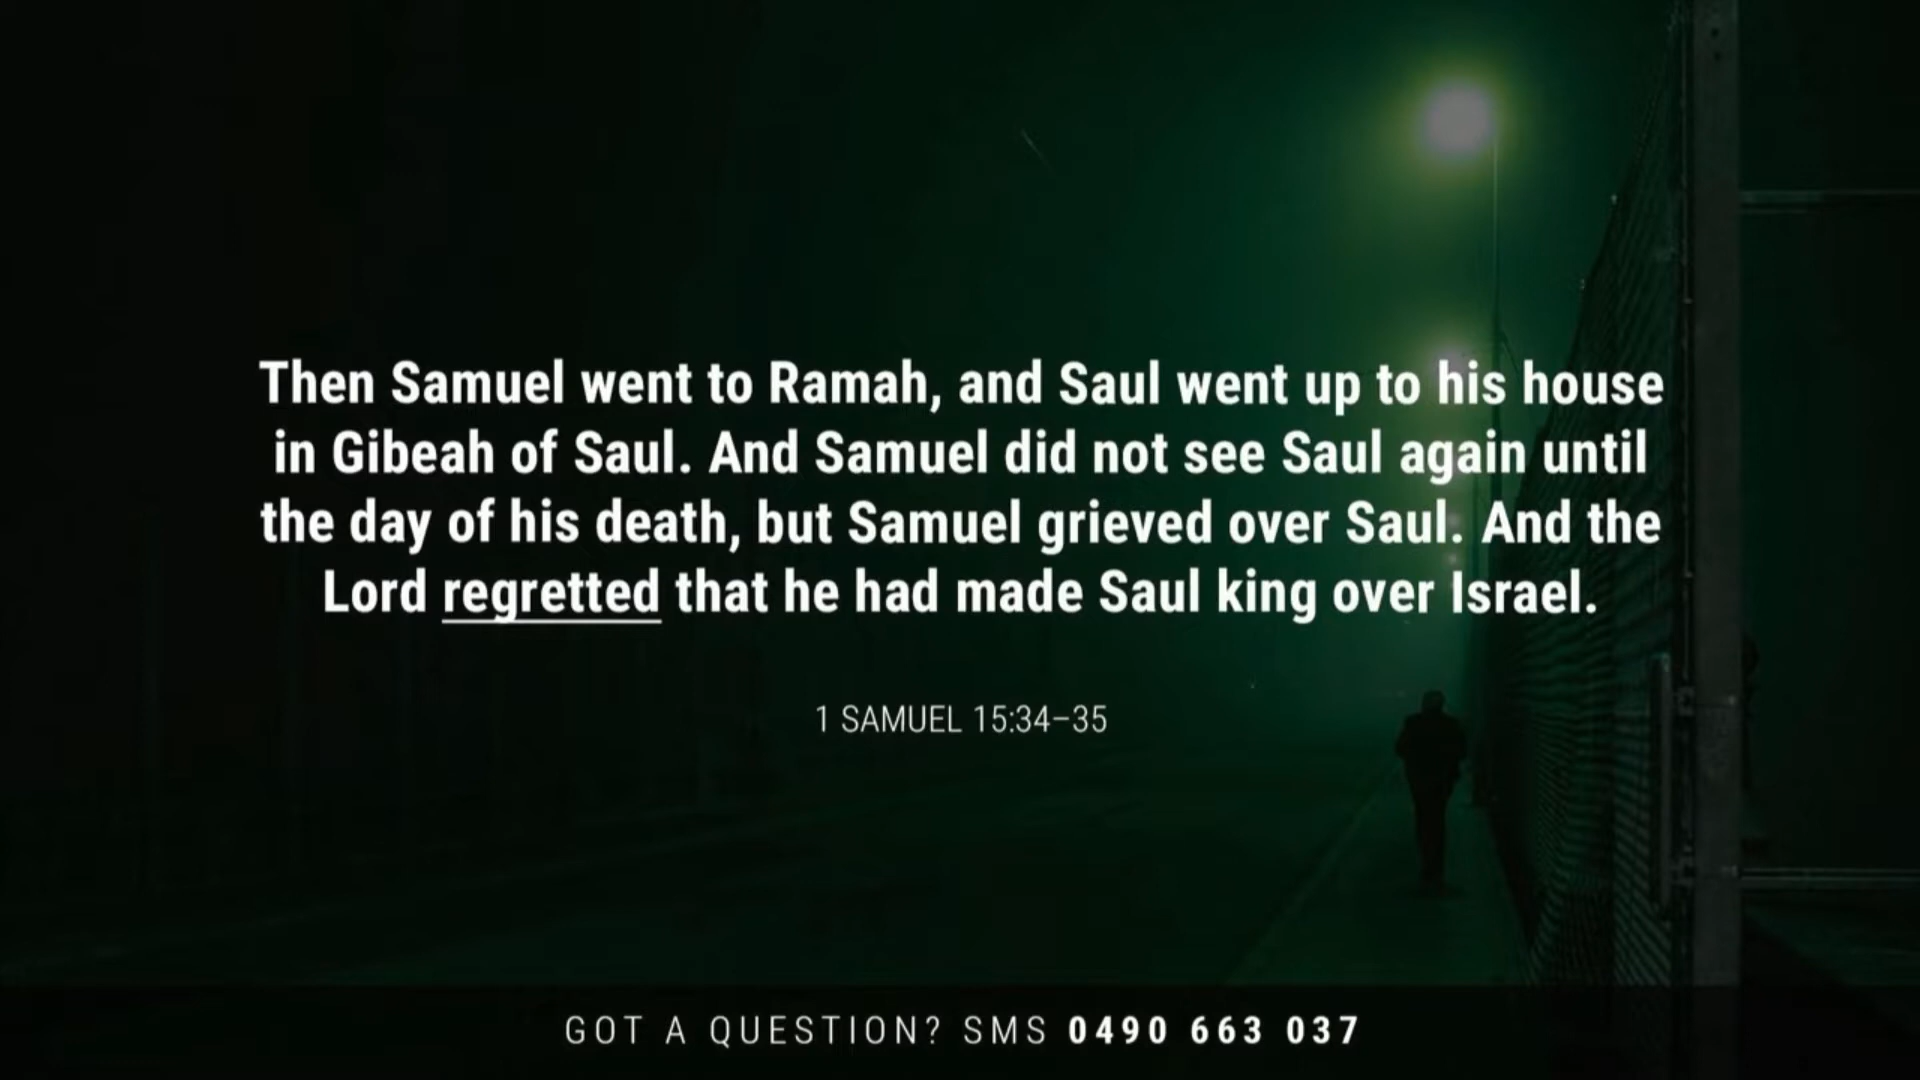 Then Samuel went to Ramah, and Saul went up to his house
in Gibeah of Saul. And Samuel did not see Saul again until
the day of his death, but Samuel grieved over Saul. And the
Lord regretted that he had made Saul king over Israel.
1 SAMUEL 15:34–35
GOT A QUESTION? SMS 0490 663 037